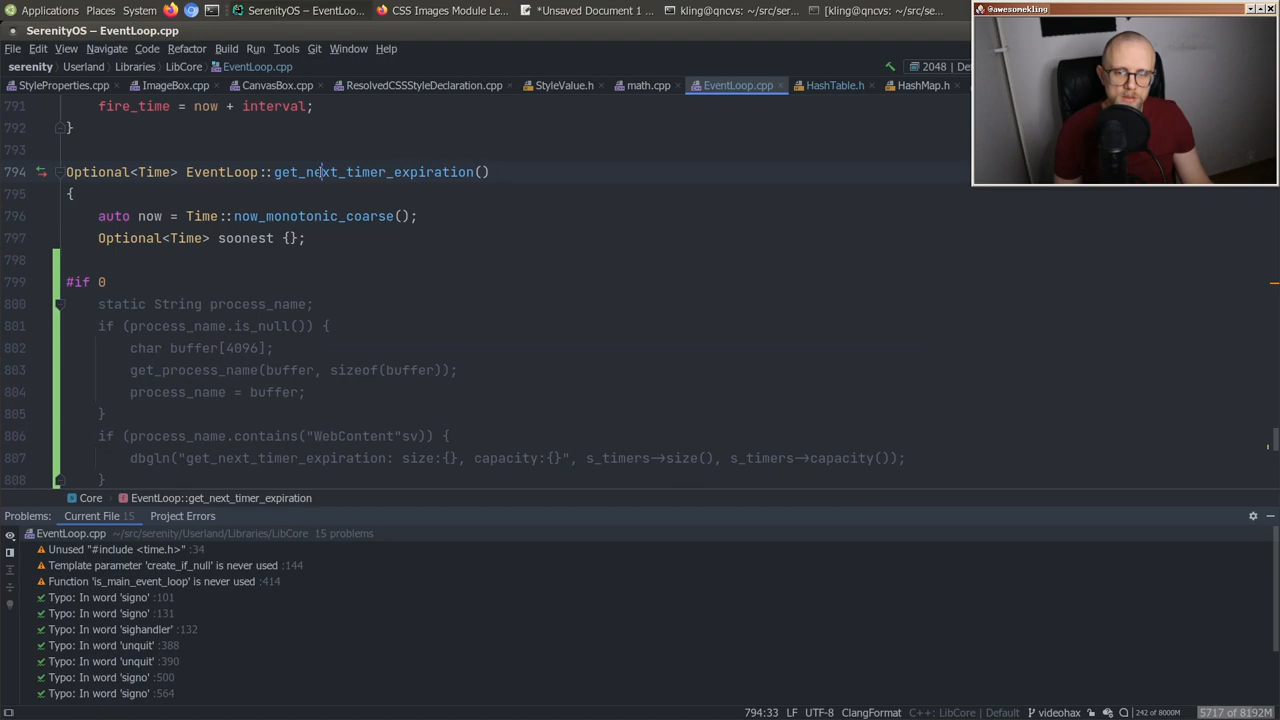 Applications Places System SerenityOS – EventLoo... CSS Images Module Le... *Unsaved Document 1 ... kling@qncvs: ~/src/ser... [kling@qncvs: ~/src/se...
@awesomekling
SerenityOS – EventLoop.cpp
File Edit View Navigate Code Refactor Build Run Tools Git Window Help
serenity Userland Libraries LibCore EventLoop.cpp 2048
StyleProperties.cpp ImageBox.cpp CanvasBox.cpp ResolvedCSSStyleDeclaration.cpp StyleValue.h math.cpp EventLoop.cpp HashTable.h HashMap.h
791 fire_time = now + interval;
792 }
793
794 Optional<Time> EventLoop::get_next_timer_expiration()
795 {
796 auto now = Time::now_monotonic_coarse();
797 Optional<Time> soonest {};
798
799 #if 0
800 static String process_name;
801 if (process_name.is_null()) {
802 char buffer[4096];
803 get_process_name(buffer, sizeof(buffer));
804 process_name = buffer;
805 }
806 if (process_name.contains("WebContent"sv)) {
807 dbgln("get_next_timer_expiration: size:{}, capacity:{}", s_timers->size(), s_timers->capacity());
808 }
Core EventLoop::get_next_timer_expiration
Problems: Current File 15 Project Errors
EventLoop.cpp ~/src/serenity/Userland/Libraries/LibCore 15 problems
Unused "#include <time.h>" :34
Template parameter 'create_if_null' is never used :144
Function 'is_main_event_loop' is never used :414
Typo: In word 'signo' :101
Typo: In word 'signo' :131
Typo: In word 'sighandler' :132
Typo: In word 'unquit' :388
Typo: In word 'unquit' :390
Typo: In word 'signo' :500
Typo: In word 'signo' :564
794:33 LF UTF-8 ClangFormat C++: LibCore | Default videohax 242 of 8000M 5717 of 8192M